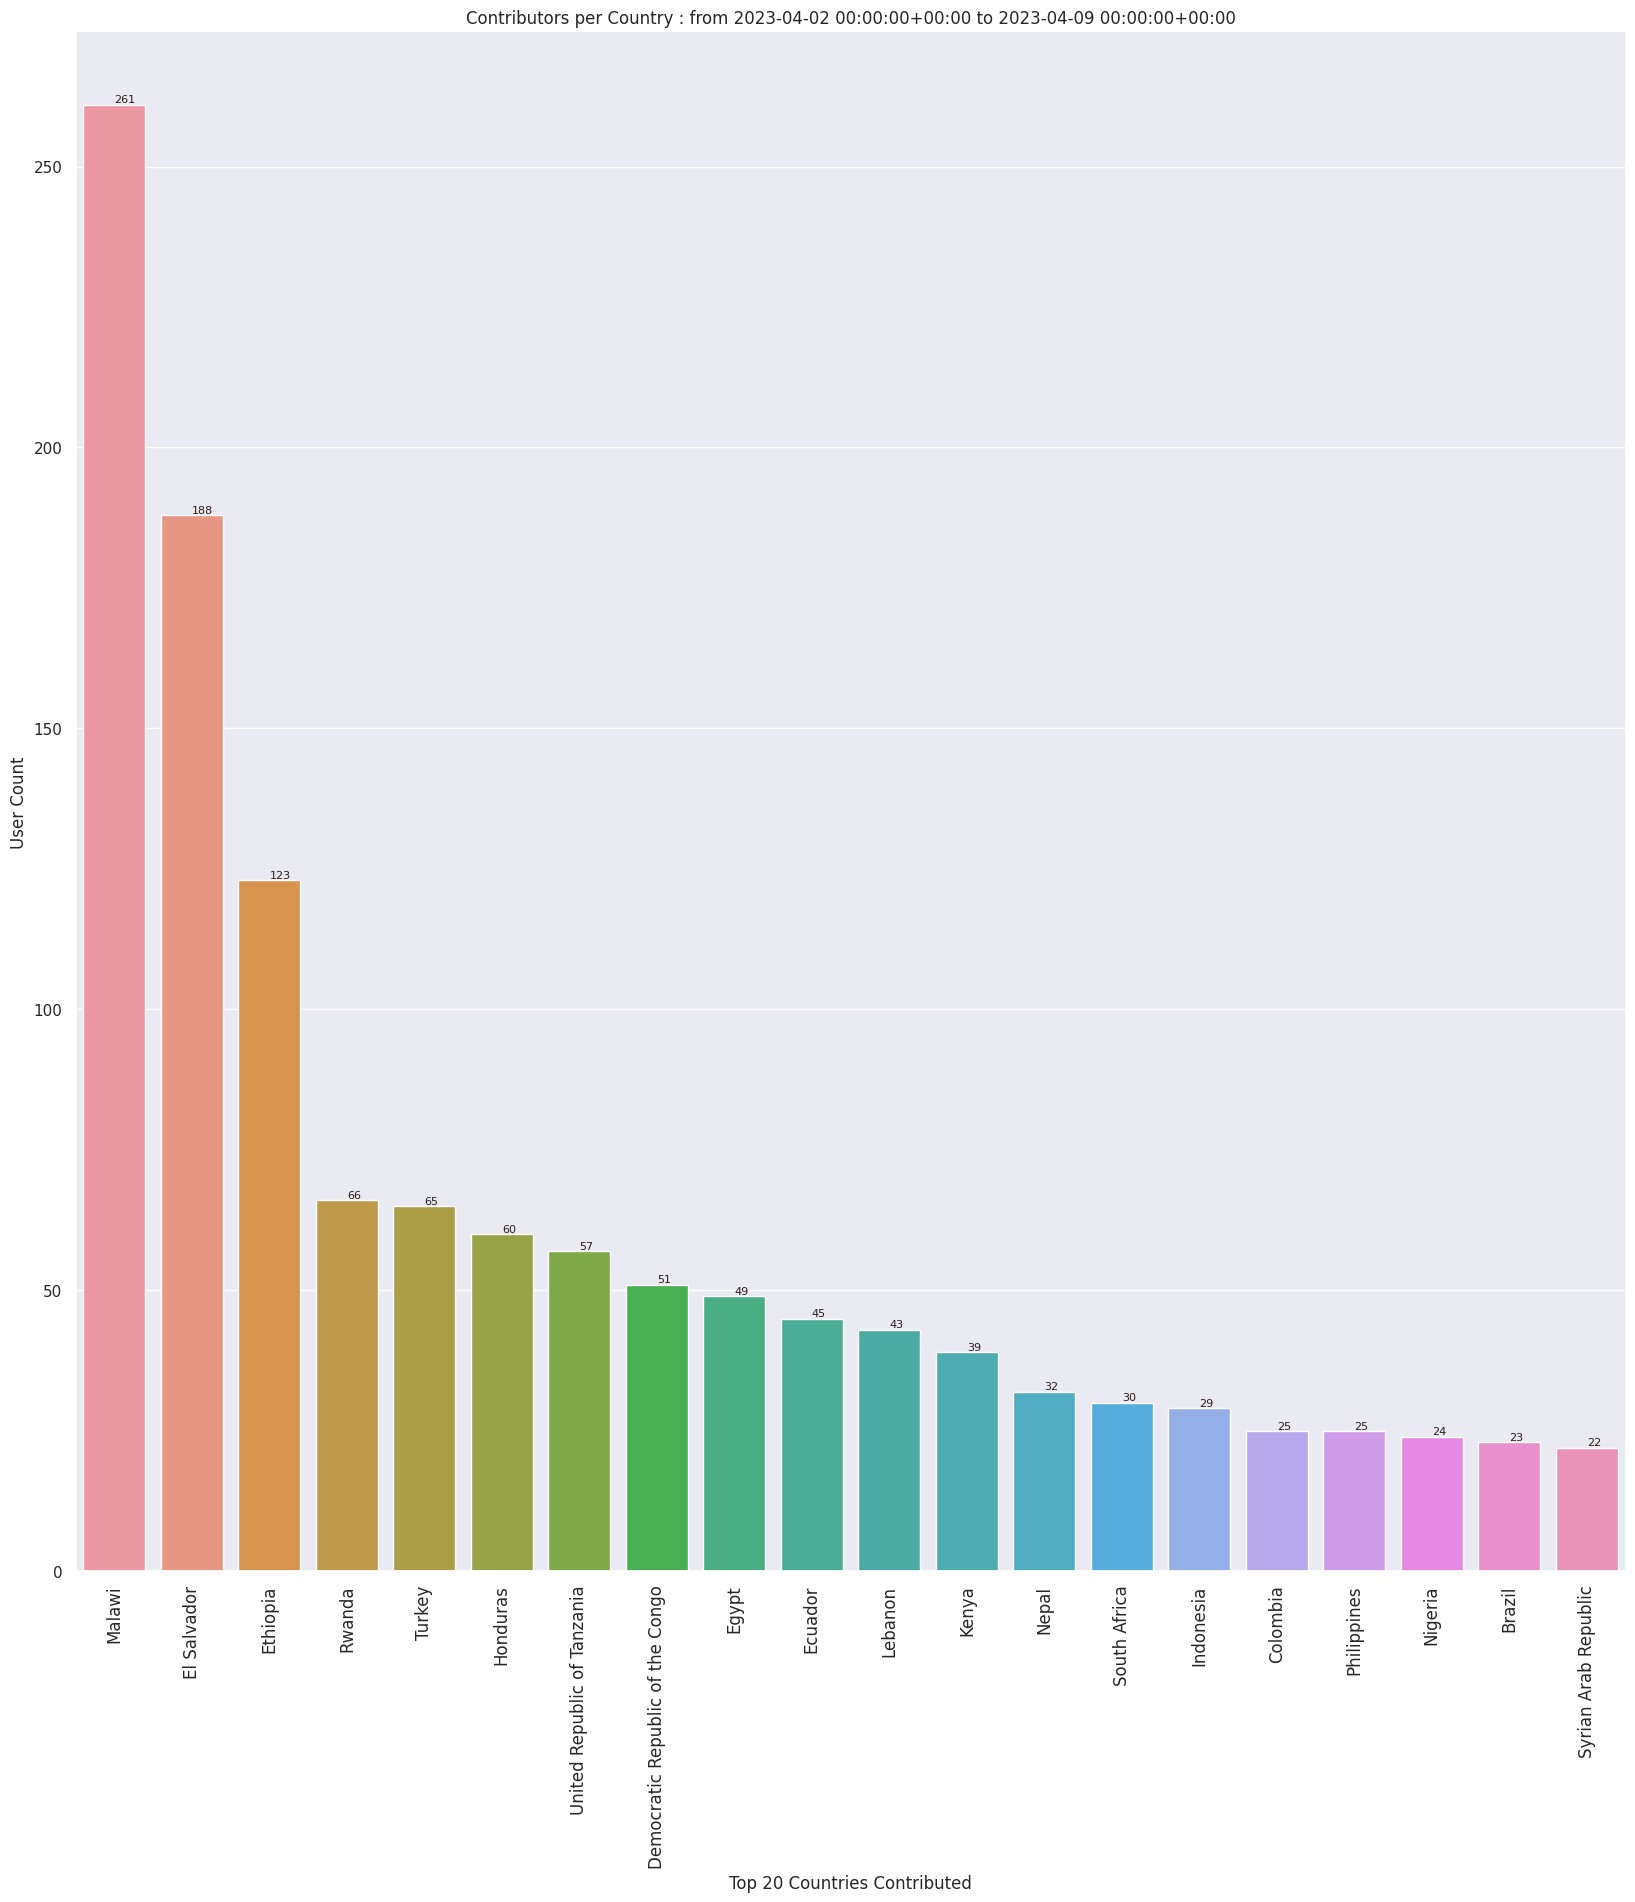 Contributors per Country : from 2023-04-02 00:00:00+00:00 to 2023-04-09 00:00:00+00:00
User Count
250
200
150
100
50
0
261
188
123
66
65
60
57
51
49
45
43
39
32
30
29
25
25
24
23
22
Malawi
El Salvador
Ethiopia
Rwanda
Turkey
Honduras
United Republic of Tanzania
Democratic Republic of the Congo
Egypt
Ecuador
Lebanon
Kenya
Nepal
South Africa
Indonesia
Colombia
Philippines
Nigeria
Brazil
Syrian Arab Republic
Top 20 Countries Contributed